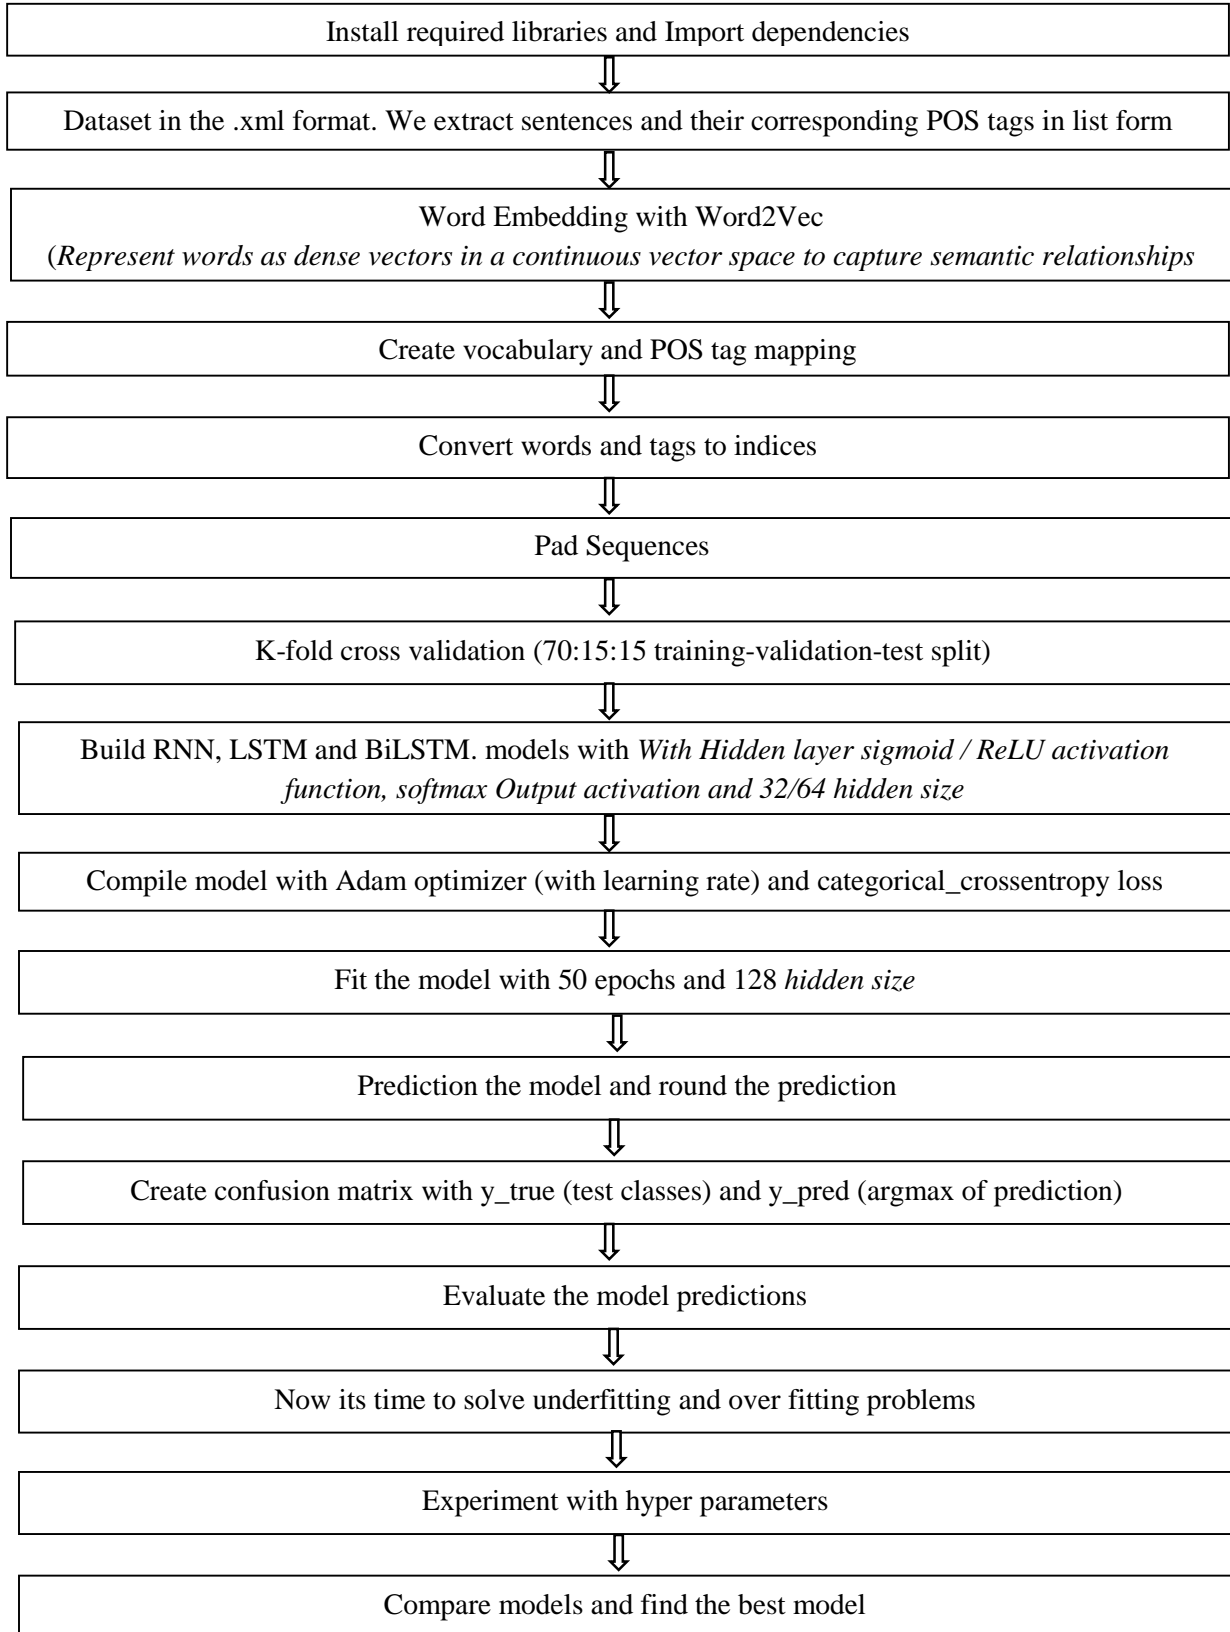 Install required libraries and Import dependencies
Dataset in the .xml format. We extract sentences and their corresponding POS tags in list form
Word Embedding with Word2Vec
(Represent words as dense vectors in a continuous vector space to capture semantic relationships
Create vocabulary and POS tag mapping
Convert words and tags to indices
Pad Sequences
K-fold cross validation (70:15:15 training-validation-test split)
Build RNN, LSTM and BiLSTM. models with With Hidden layer sigmoid / ReLU activation
function, softmax Output activation and 32/64 hidden size
Compile model with Adam optimizer (with learning rate) and categorical_crossentropy loss
Fit the model with 50 epochs and 128 hidden size
Prediction the model and round the prediction
Create confusion matrix with y_true (test classes) and y_pred (argmax of prediction)
Evaluate the model predictions
Now its time to solve underfitting and over fitting problems
Experiment with hyper parameters
Compare models and find the best model